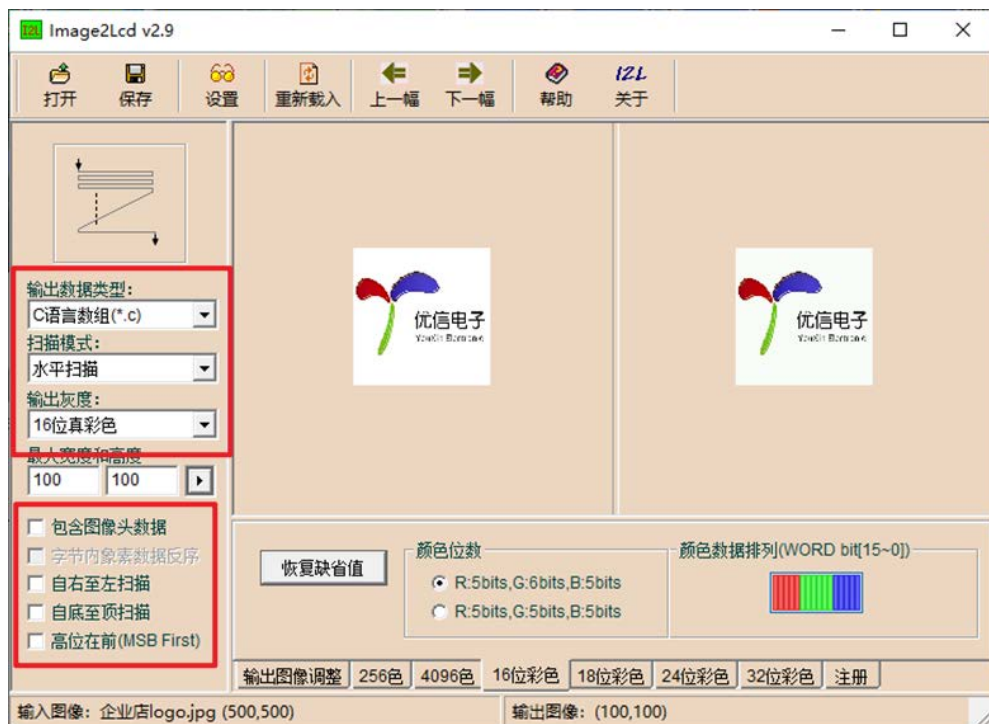 Image2Lcd v2.9
打开 保存 设置 重新载入 上一幅 下一幅 帮助 关于
输出数据类型:
C语言数组(*.c)
扫描模式:
水平扫描
输出灰度:
16位真彩色
最大宽度和高度
100 100
包含图像头数据
字节内象素数据反序
自右至左扫描
自底至顶扫描
高位在前(MSB First)
优信电子
优信电子
恢复缺省值
颜色位数
R:5bits,G:6bits,B:5bits
R:5bits,G:5bits,B:5bits
颜色数据排列(WORD bit[15~0])
输出图像调整 256色 4096色 16位彩色 18位彩色 24位彩色 32位彩色 注册
输入图像: 企业店logo.jpg (500,500)
输出图像: (100,100)